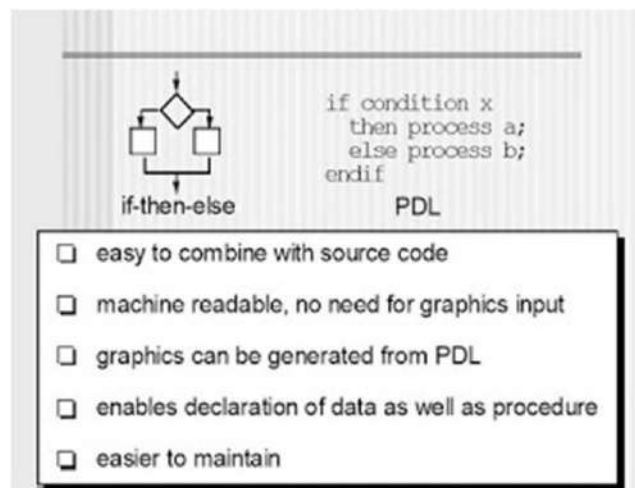 if condition x
then process a;
else process b;
endif
if-then-else
PDL
easy to combine with source code
machine readable, no need for graphics input
graphics can be generated from PDL
enables declaration of data as well as procedure
easier to maintain